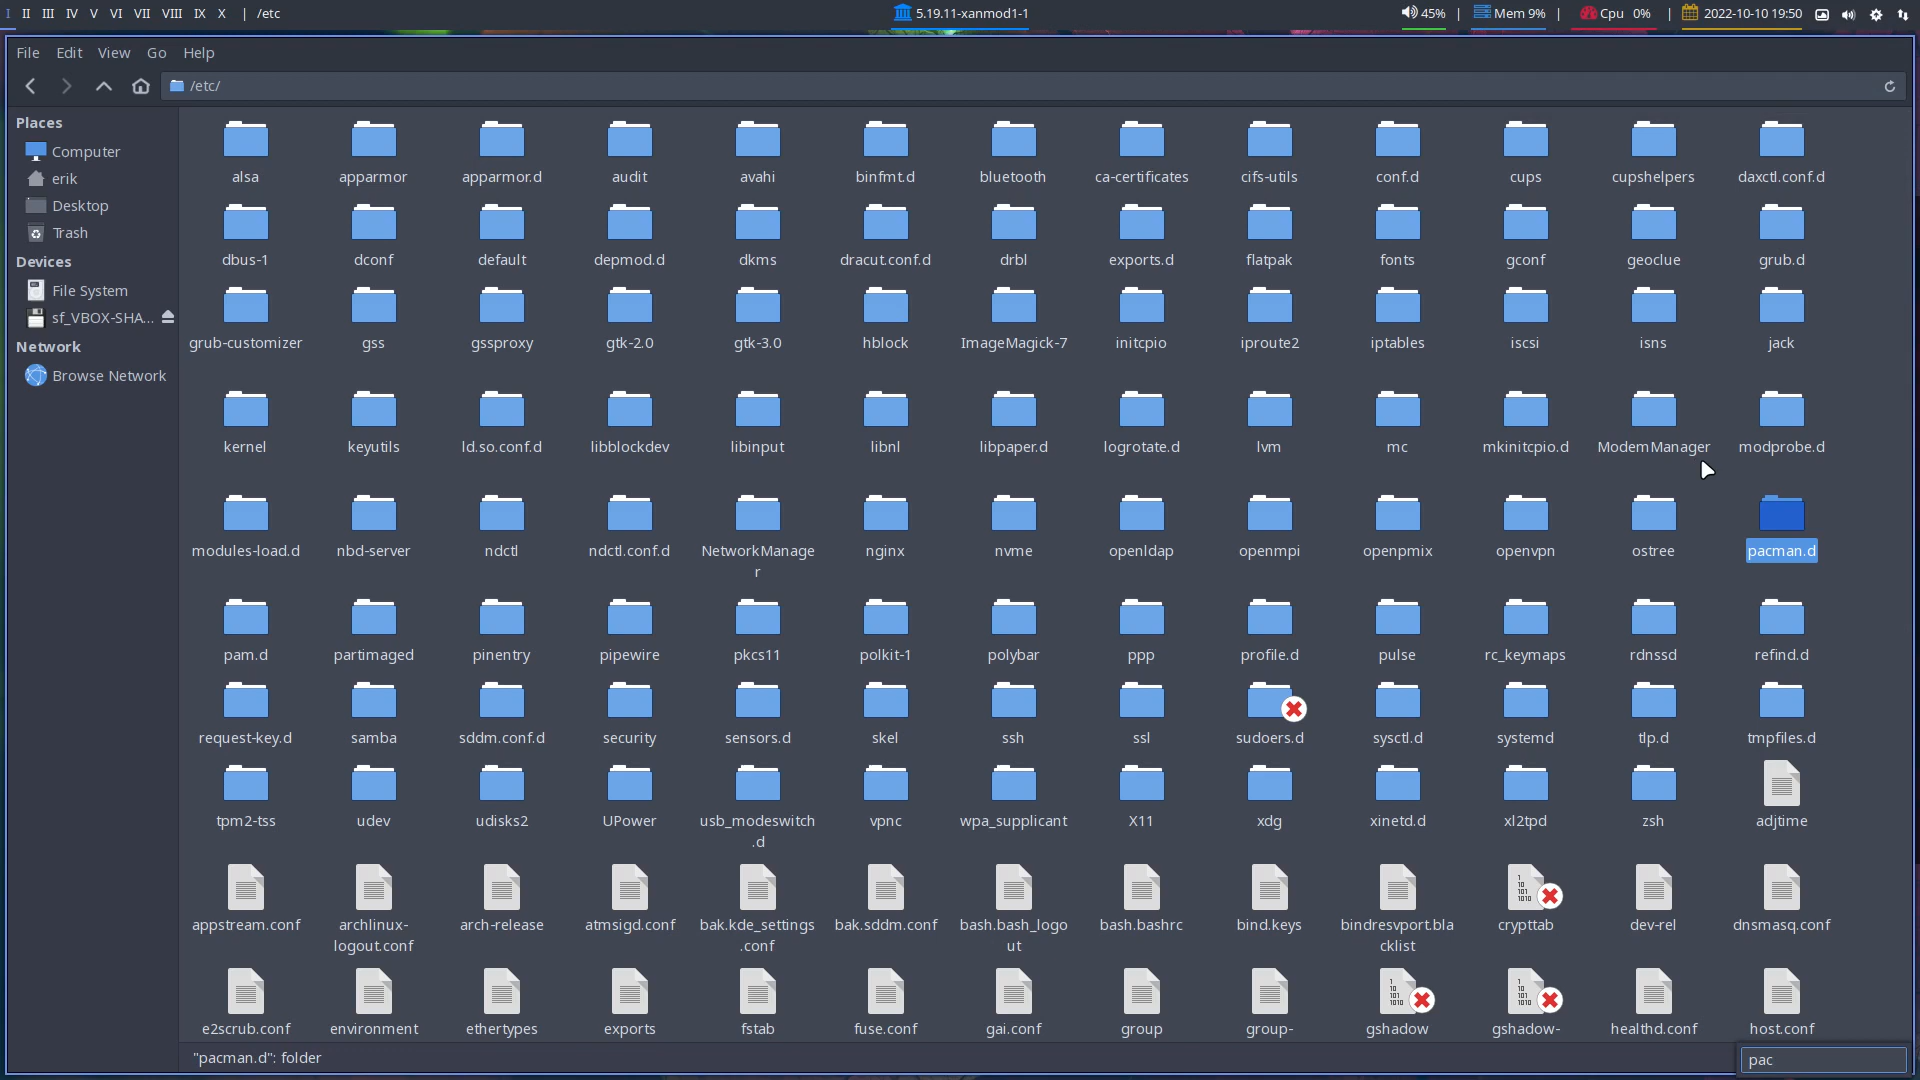 I II III IV V VI VII VIII IX X | /etc 5.19.11-xanmod1-1 45% | Mem 9% | Cpu 0% | 2022-10-10 19:50
File Edit View Go Help
/etc/
Places
Computer
erik
Desktop
Trash
Devices
File System
sf_VBOX-SHA...
Network
Browse Network
alsa apparmor apparmor.d audit avahi binfmt.d bluetooth ca-certificates cifs-utils conf.d cups cupshelpers daxctl.conf.d
dbus-1 dconf default depmod.d dkms dracut.conf.d drbl exports.d flatpak fonts gconf geoclue grub.d
grub-customizer gss gssproxy gtk-2.0 gtk-3.0 hblock ImageMagick-7 initcpio iproute2 iptables iscsi isns jack
kernel keyutils ld.so.conf.d libblockdev libinput libnl libpaper.d logrotate.d lvm mc mkinitcpio.d ModemManager modprobe.d
modules-load.d nbd-server ndctl ndctl.conf.d NetworkManage nginx nvme openldap openmpi openpmix openvpn ostree pacman.d
r
pam.d partimaged pinentry pipewire pkcs11 polkit-1 polybar ppp profile.d pulse rc_keymaps rdnssd refind.d
request-key.d samba sddm.conf.d security sensors.d skel ssh ssl sudoers.d sysctl.d systemd tlp.d tmpfiles.d
tpm2-tss udev udisks2 UPower usb_modeswitch vpnc wpa_supplicant X11 xdg xinetd.d xl2tpd zsh adjtime
.d
appstream.conf archlinux- arch-release atmsigd.conf bak.kde_settings bak.sddm.conf bash.bash_logo bash.bashrc bind.keys bindresvport.bla crypttab dev-rel dnsmasq.conf
logout.conf .conf ut cklist
e2scrub.conf environment ethertypes exports fstab fuse.conf gai.conf group group- gshadow gshadow- healthd.conf host.conf
"pacman.d": folder
pac